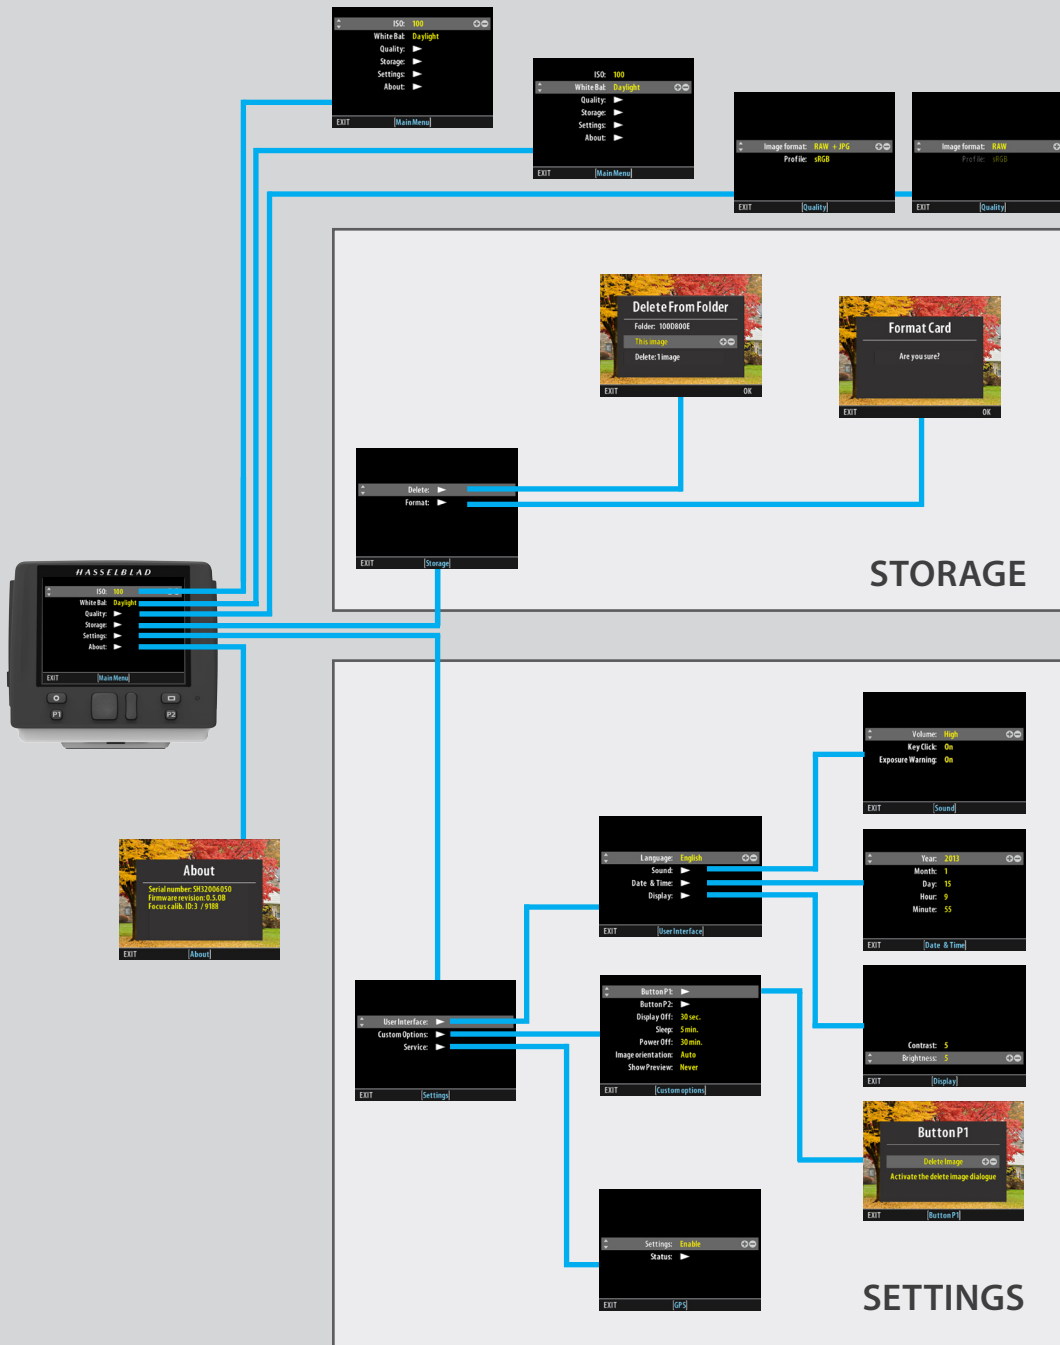 ISO: 100
White Bal: Daylight
Quality:
Storage:
Settings:
About:
EXIT |Main Menu|
ISO: 100
White Bal: Daylight
Quality:
Storage:
Settings:
About:
EXIT |Main Menu|
Image format: RAW + JPG
Profile: sRGB
EXIT |Quality|
Image format: RAW
Profile: sRGB
EXIT |Quality|
Delete From Folder
Folder: 100D800E
This image
Delete: 1 image
EXIT OK
Format Card
Are you sure?
EXIT OK
Delete:
Format:
EXIT |Storage|
STORAGE
HASSELBLAD
ISO: 100
White Bal: Daylight
Quality:
Storage:
Settings:
About:
EXIT |Main Menu|
P1 P2
About
Serial number: SH32006050
Firmware revision: 0.5.0B
Focus calib. ID: 3 / 9188
EXIT |About|
User Interface:
Custom Options:
Service:
EXIT |Settings|
Language: English
Sound:
Date & Time:
Display:
EXIT |User Interface|
Button P1:
Button P2:
Display Off: 30 sec.
Sleep: 5 min.
Power Off: 30 min.
Image orientation: Auto
Show Preview: Never
EXIT |Custom options|
Settings: Enable
Status:
EXIT |GPS|
Volume: High
Key Click: On
Exposure Warning: On
EXIT |Sound|
Year: 2013
Month: 1
Day: 15
Hour: 9
Minute: 55
EXIT |Date & Time|
Contrast: 5
Brightness: 5
EXIT |Display|
Button P1
Delete Image
Activate the delete image dialogue
EXIT |Button P1|
SETTINGS